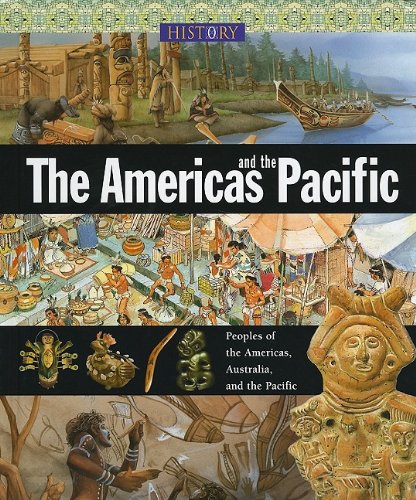 HISTORY
The Americas and the Pacific
Peoples of
the Americas,
Australia,
and the Pacific